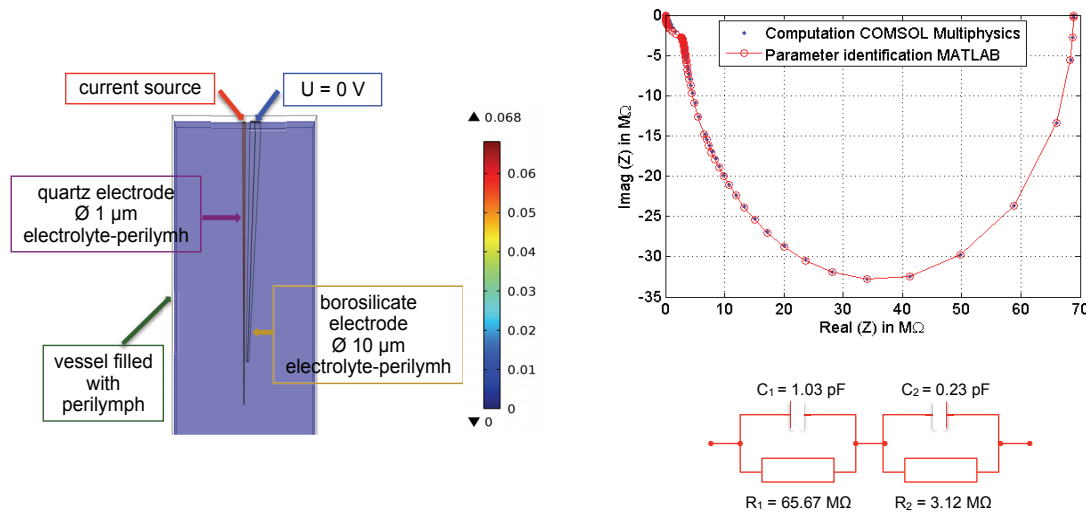 current source
U = 0 V
quartz electrode
Ø 1 µm
electrolyte-perilymh
borosilicate
electrode
Ø 10 µm
electrolyte-perilymh
vessel filled
with
perilymph
▲ 0.068
0.06
0.05
0.04
0.03
0.02
0.01
0
▼ 0
Computation COMSOL Multiphysics
Parameter identification MATLAB
Imag (Z) in MΩ
0
-5
-10
-15
-20
-25
-30
-35
0 10 20 30 40 50 60 70
Real (Z) in MΩ
C1 = 1.03 pF
C2 = 0.23 pF
R1 = 65.67 MΩ
R2 = 3.12 MΩ